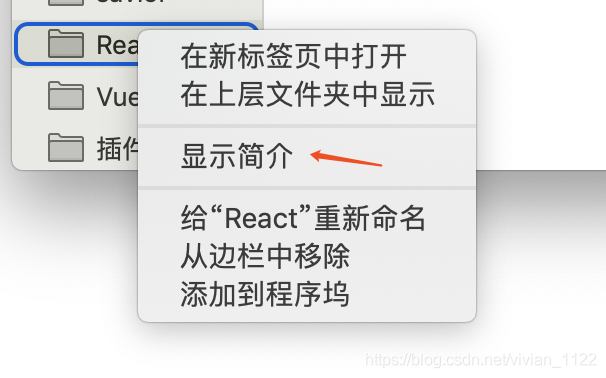 Rea
在新标签页中打开
在上层文件夹中显示
Vue
插件
显示简介
给“React”重新命名
从边栏中移除
添加到程序坞
https://blog.csdn.net/vivian_1122